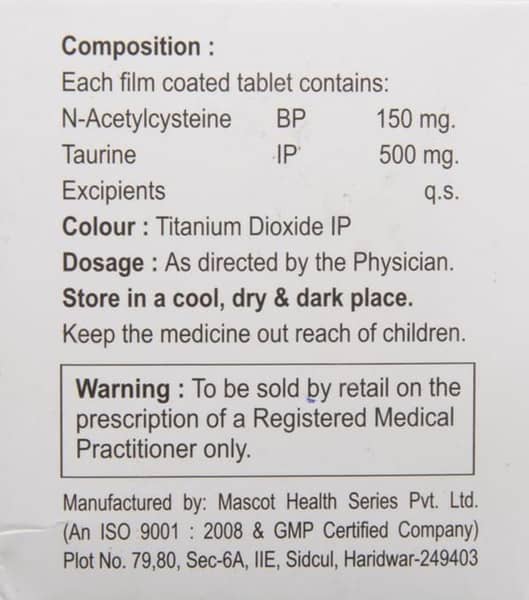 Composition :
Each film coated tablet contains:
N-Acetylcysteine BP 150 mg.
Taurine IP 500 mg.
Excipients q.s.
Colour : Titanium Dioxide IP
Dosage : As directed by the Physician.
Store in a cool, dry & dark place.
Keep the medicine out reach of children.
Warning : To be sold by retail on the
prescription of a Registered Medical
Practitioner only.
Manufactured by: Mascot Health Series Pvt. Ltd.
(An ISO 9001 : 2008 & GMP Certified Company)
Plot No. 79,80, Sec-6A, IIE, Sidcul, Haridwar-249403